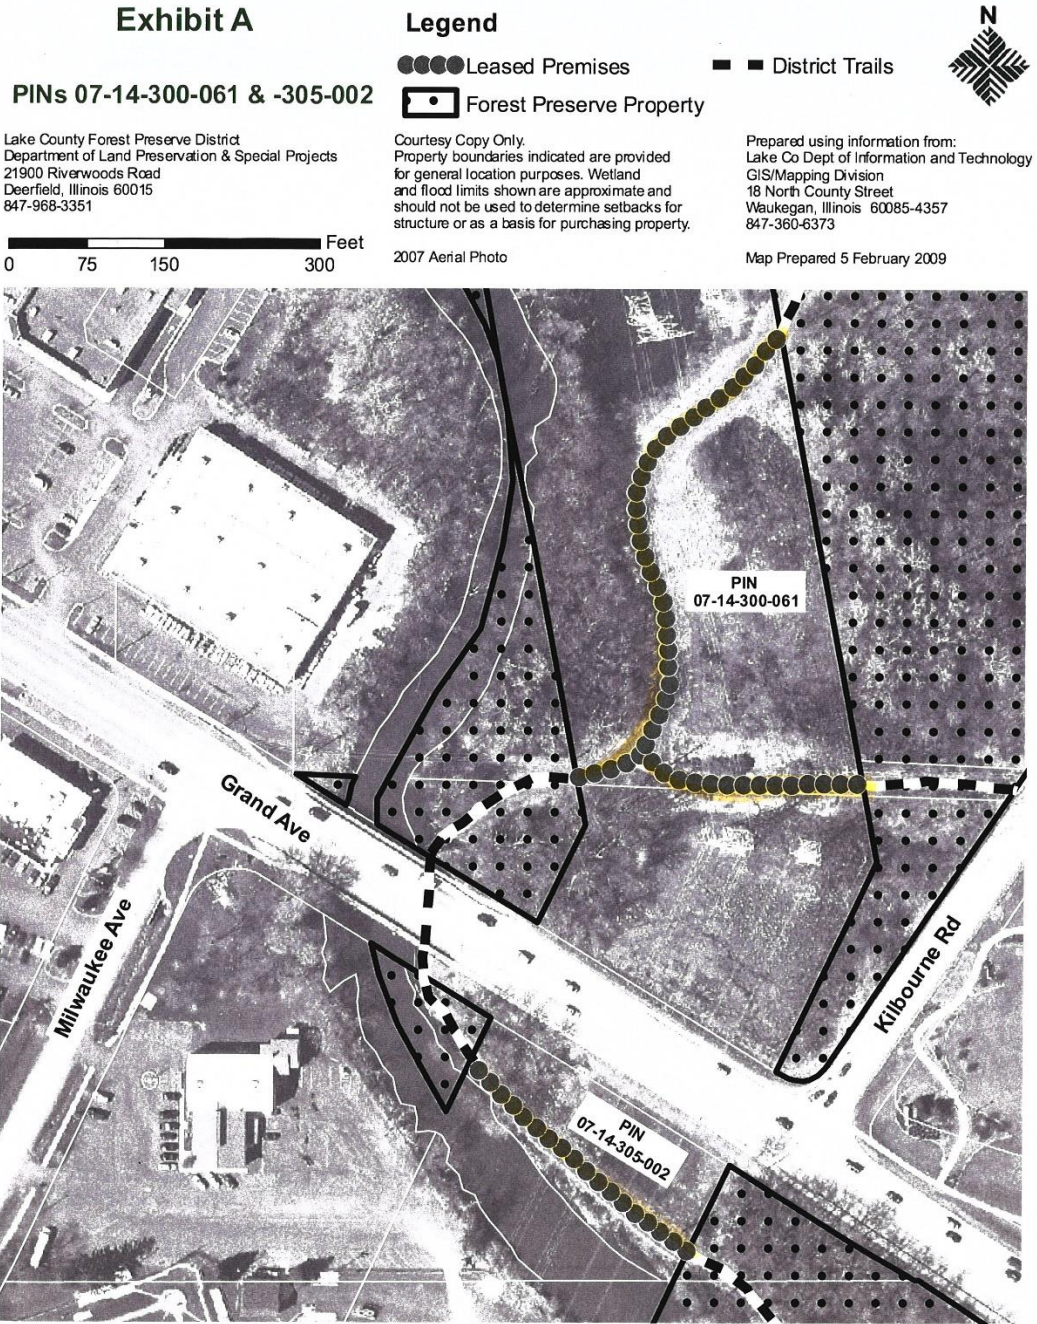 Exhibit A
PINs 07-14-300-061 & -305-002
Lake County Forest Preserve District
Department of Land Preservation & Special Projects
21900 Riverwoods Road
Deerfield, Illinois 60015
847-968-3351
Feet
0 75 150 300
Legend
Leased Premises
District Trails
Forest Preserve Property
Courtesy Copy Only.
Property boundaries indicated are provided
for general location purposes. Wetland
and flood limits shown are approximate and
should not be used to determine setbacks for
structure or as a basis for purchasing property.
2007 Aerial Photo
N
Prepared using information from:
Lake Co Dept of Information and Technology
GIS/Mapping Division
18 North County Street
Waukegan, Illinois 60085-4357
847-360-6373
Map Prepared 5 February 2009
PIN
07-14-300-061
Grand Ave
Milwaukee Ave
Kilbourne Rd
PIN
07-14-305-002